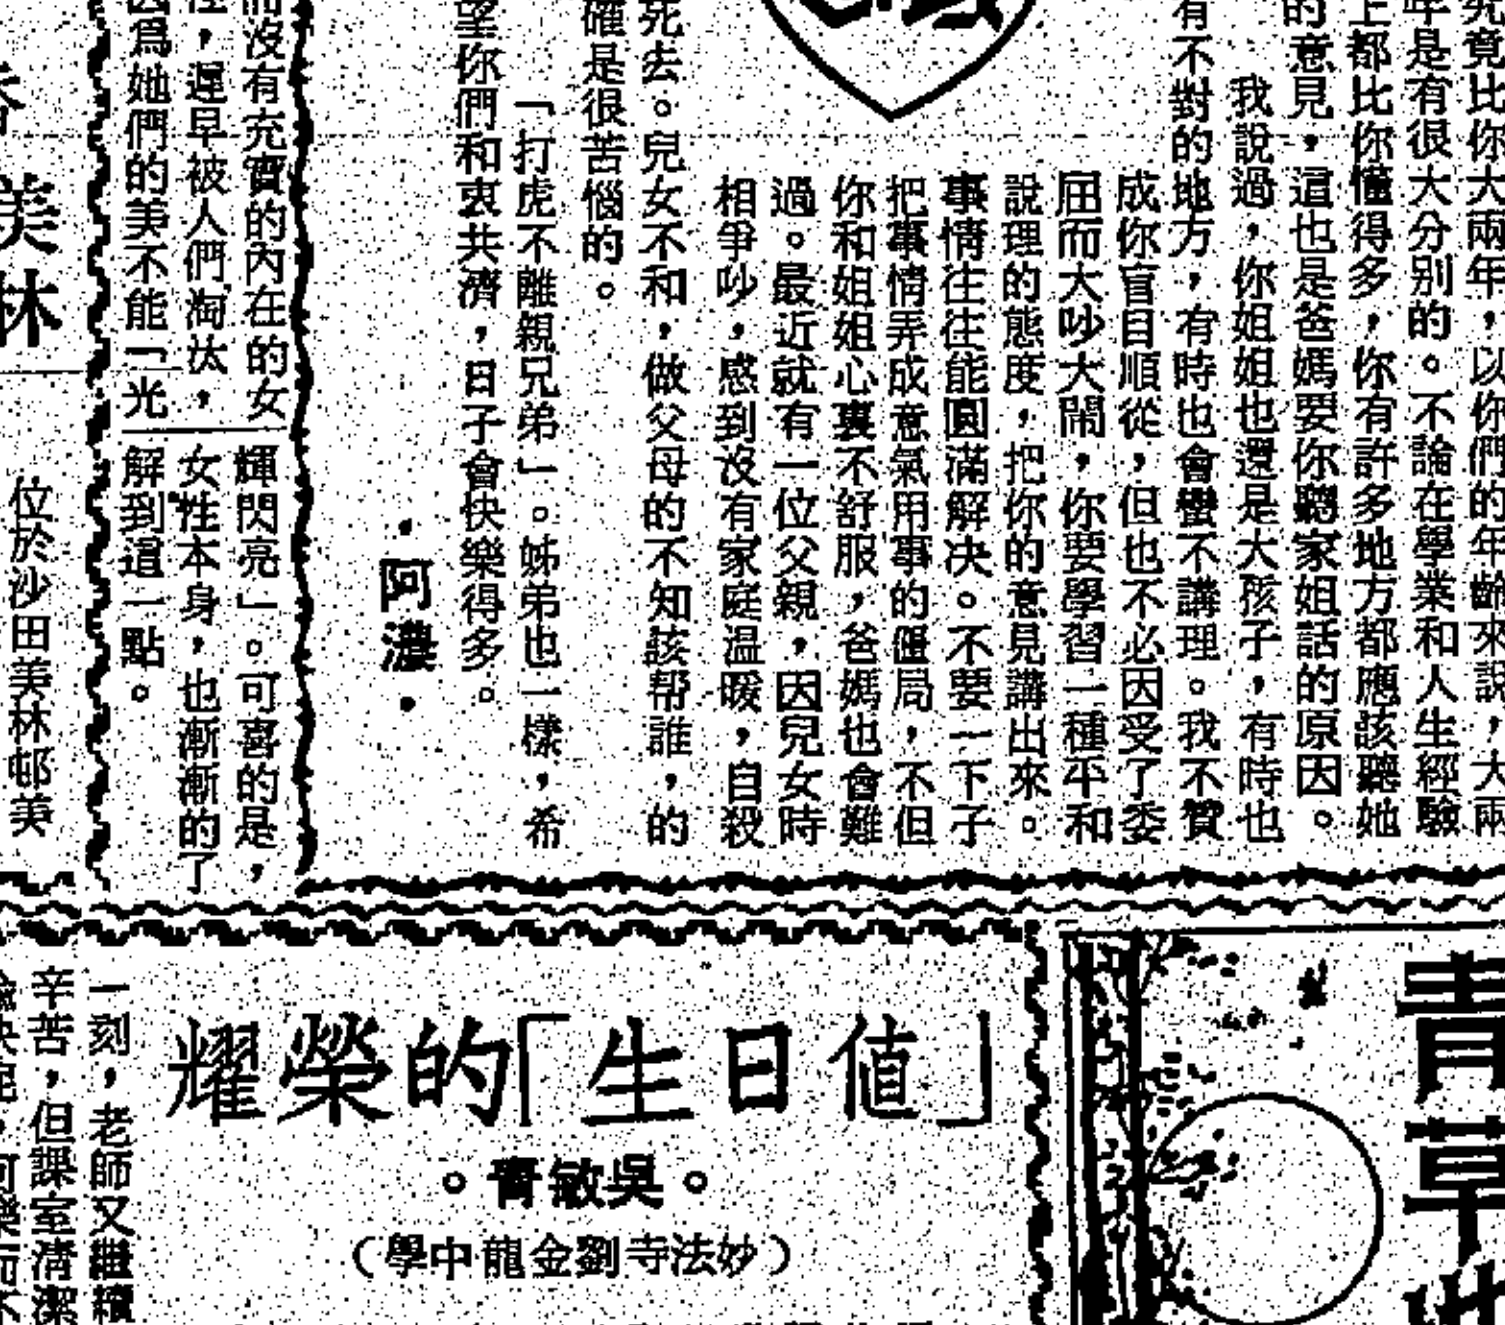 究竟比你大兩年，以你們的年齡來說，大兩
年是有很大分别的。不論在學業和人生經驗
上都比你懂得多，你有許多地方都應該聽她
的意見，這也是爸媽要你聽家姐話的原因。
我說過，你姐姐也還是大孩子，有時也
有不對的地方，有時也會蠻不講理。我不贊
成你盲目順從，但也不必因受了委
屈而大吵大鬧，你要學習一種平和
說理的態度，把你的意見講出來。
事情往往能圓滿解决。不要一下子
把事情弄成意氣用事的僵局，不但
你和姐姐心裏不舒服，爸媽也會難
過。最近就有一位父親，因兒女時
相爭吵，感到沒有家庭温暖，自殺
死去。兒女不和，做父母的不知該帮誰，的
確是很苦惱的。
「打虎不離親兄弟」。姊弟也一樣，希
望你們和衷共濟，日子會快樂得多。
·阿濃·
而沒有充實的內在的女
性，遲早被人們淘汰，
因爲她們的美不能「光
輝閃亮」。可喜的是，
女性本身，也漸漸的了
解到這一點。
美林
位於沙田美林邨美
青草地
「值日生」的榮耀
。吳敏青。
（妙法寺劉金龍中學）
一刻，老師又繼續
辛苦，但課室清潔